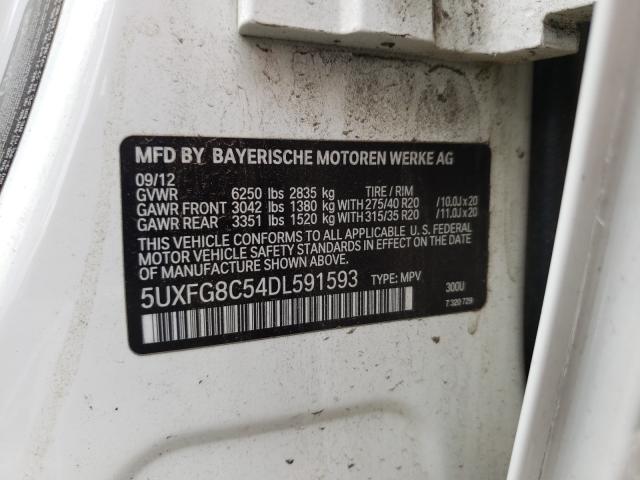 MFD BY BAYERISCHE MOTOREN WERKE AG
09/12
GVWR 6250 lbs 2835 kg TIRE / RIM
GAWR FRONT 3042 lbs 1380 kg WITH 275/40 R20 /10.0J x 20
GAWR REAR 3351 lbs 1520 kg WITH 315/35 R20 /11.0J x 20
THIS VEHICLE CONFORMS TO ALL APPLICABLE U. S. FEDERAL
MOTOR VEHICLE SAFETY STANDARDS IN EFFECT ON THE DATE
OF MANUFACTURE SHOWN ABOVE.
5UXFG8C54DL591593 TYPE: MPV 300U
7 320 729